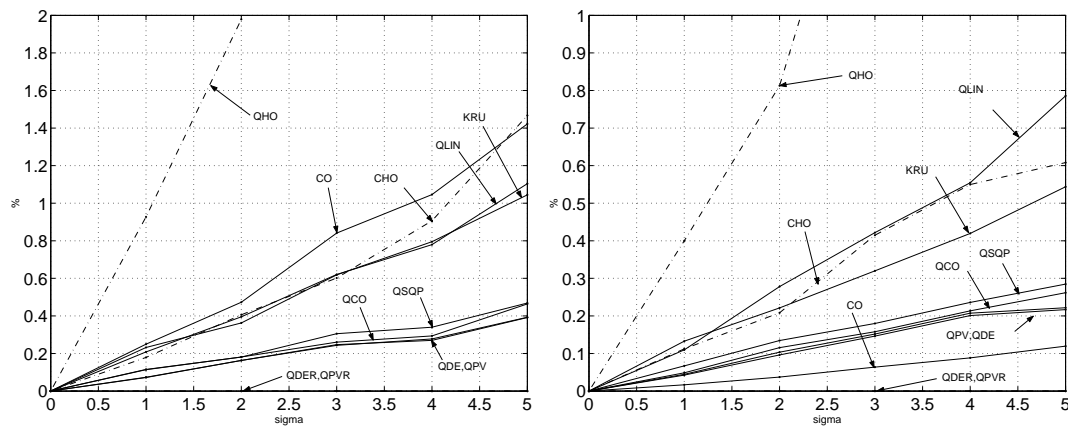 2
1.8
1.6
1.4
1.2
1
0.8
0.6
0.4
0.2
0
%
QHO
KRU
QLIN
CO
CHO
QCO
QSQP
QDE,QPV
QDER,QPVR
0 0.5 1 1.5 2 2.5 3 3.5 4 4.5 5
sigma
1
0.9
0.8
0.7
0.6
0.5
0.4
0.3
0.2
0.1
0
%
QHO
QLIN
KRU
CHO
QSQP
QCO
QPV,QDE
CO
QDER,QPVR
0 0.5 1 1.5 2 2.5 3 3.5 4 4.5 5
sigma